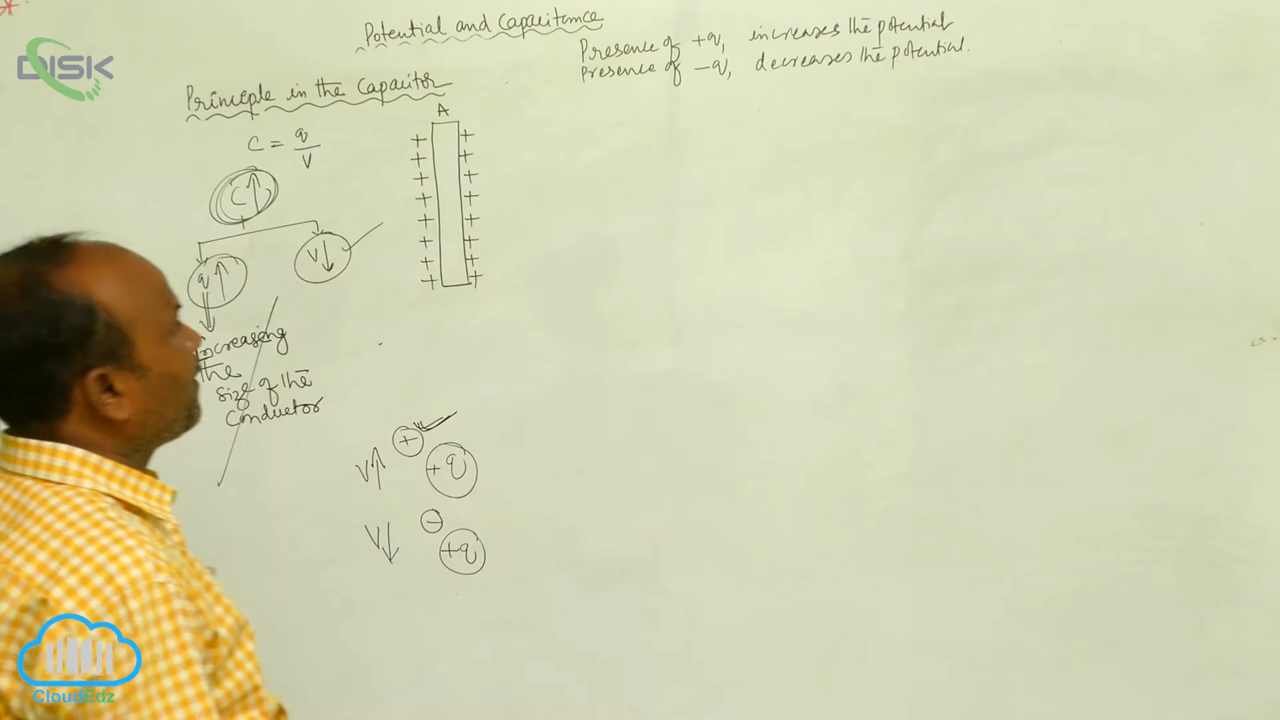 Potential and Capacitance
Presence of +q, increases the potential
Presence of -q, decreases the potential.
DISK
Principle in the Capacitor
A
C = q/V
C↑
q↑
V↓
increasing
the
size of the
conductor
+ + + + + + + +
+ + + + + + + +
+
V↑
+q
-
V↓
+q
CloudEdz